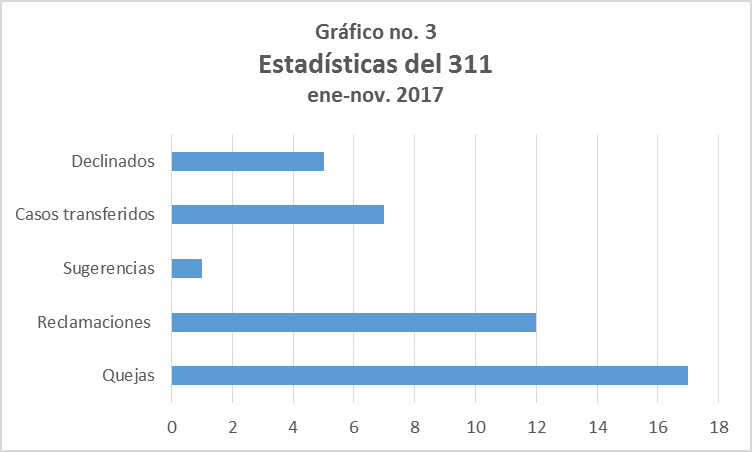 Gráfico no. 3
Estadísticas del 311
ene-nov. 2017
Declinados
Casos transferidos
Sugerencias
Reclamaciones
Quejas
0 2 4 6 8 10 12 14 16 18